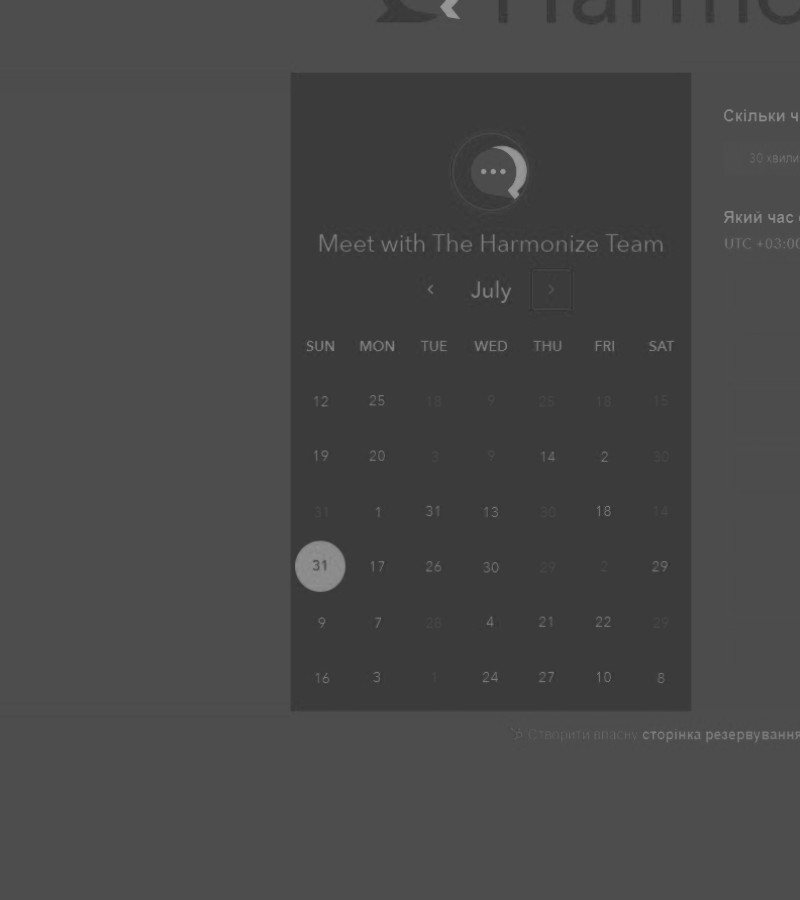 Harmo
Скільки ч
30 хвили
Який час
UTC +03:00
Meet with The Harmonize Team
July
SUN MON TUE WED THU FRI SAT
12 25 18 9 25 18 15
19 20 3 9 14 2 30
31 1 31 13 30 18 14
31 17 26 30 29 2 29
9 7 28 4 21 22 29
16 3 1 24 27 10 8
Створити власну сторінка резервування